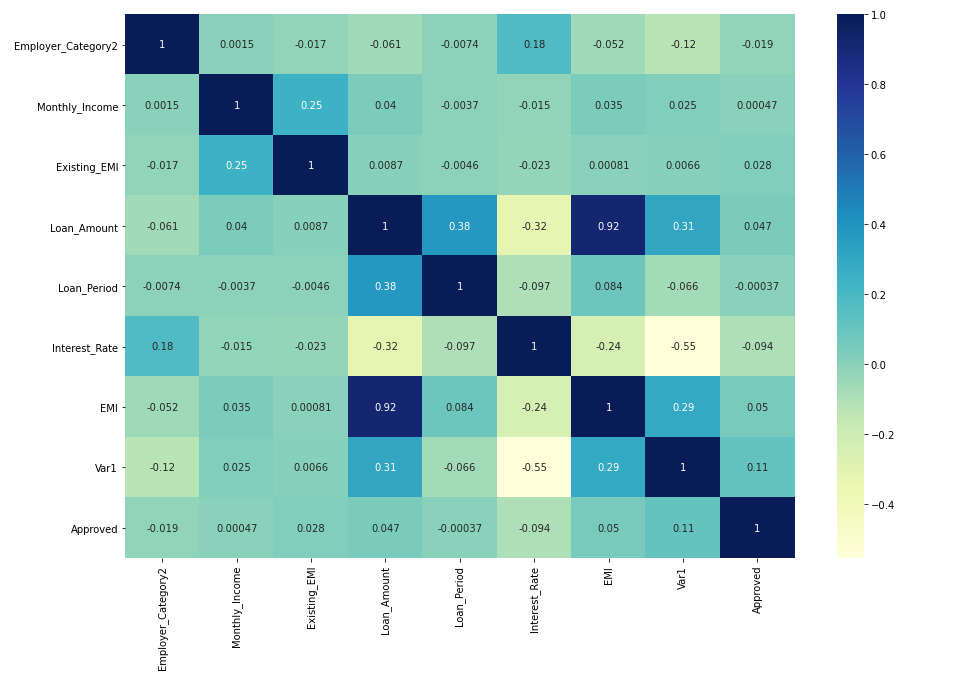 Employer_Category2 1 0.0015 -0.017 -0.061 -0.0074 0.18 -0.052 -0.12 -0.019
Monthly_Income 0.0015 1 0.25 0.04 -0.0037 -0.015 0.035 0.025 0.00047
Existing_EMI -0.017 0.25 1 0.0087 -0.0046 -0.023 0.00081 0.0066 0.028
Loan_Amount -0.061 0.04 0.0087 1 0.38 -0.32 0.92 0.31 0.047
Loan_Period -0.0074 -0.0037 -0.0046 0.38 1 -0.097 0.084 -0.066 -0.00037
Interest_Rate 0.18 -0.015 -0.023 -0.32 -0.097 1 -0.24 -0.55 -0.094
EMI -0.052 0.035 0.00081 0.92 0.084 -0.24 1 0.29 0.05
Var1 -0.12 0.025 0.0066 0.31 -0.066 -0.55 0.29 1 0.11
Approved -0.019 0.00047 0.028 0.047 -0.00037 -0.094 0.05 0.11 1
Employer_Category2
Monthly_Income
Existing_EMI
Loan_Amount
Loan_Period
Interest_Rate
EMI
Var1
Approved
1.0
0.8
0.6
0.4
0.2
0.0
−0.2
−0.4